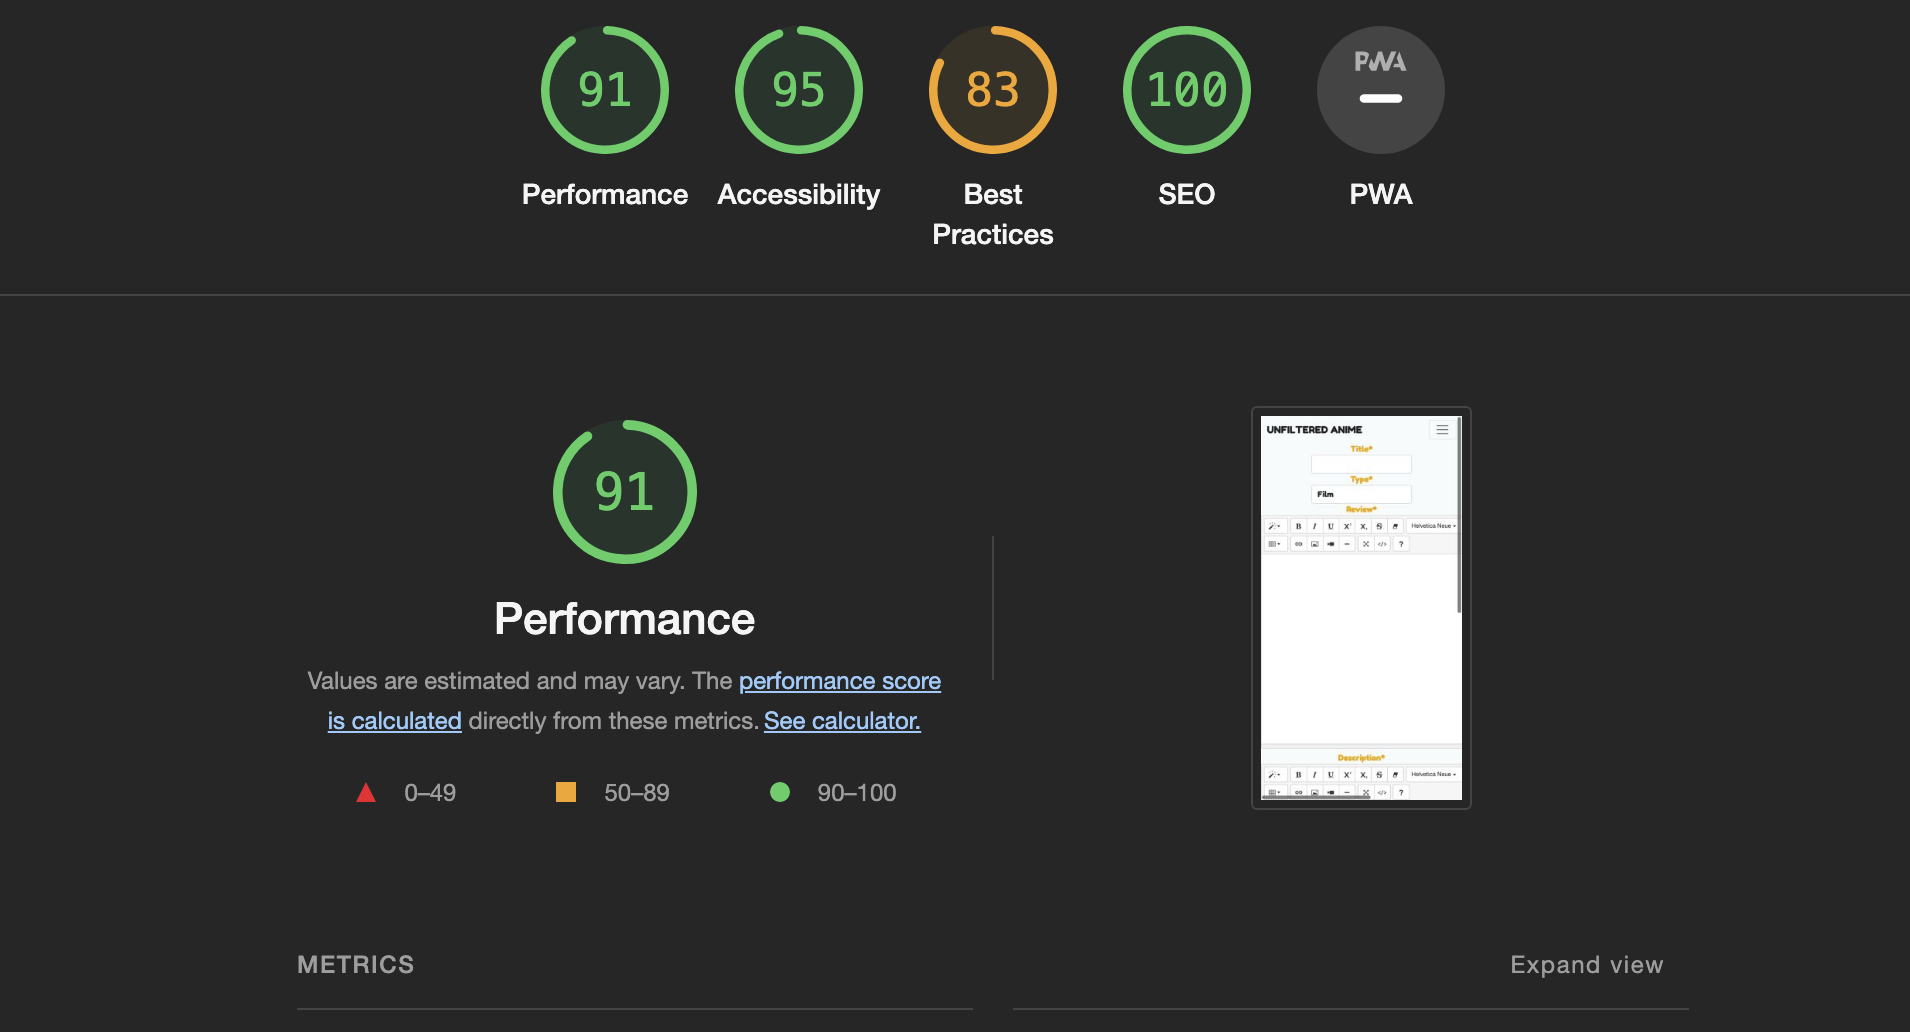 91
95
83
100
PWA
Performance
Accessibility
Best
Practices
SEO
PWA
91
Performance
Values are estimated and may vary. The performance score
is calculated directly from these metrics. See calculator.
0–49
50–89
90–100
UNFILTERED ANIME
Title*
Type*
Film
Review*
B I U X' X, S Helvetica Neue
</> ?
Description*
B I U X' X, S Helvetica Neue
</> ?
METRICS
Expand view